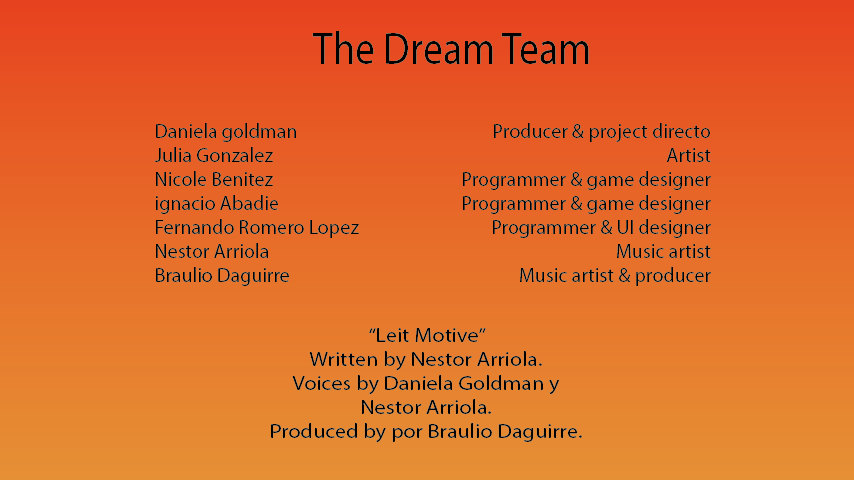 The Dream Team
Daniela goldman Producer & project directo
Julia Gonzalez Artist
Nicole Benitez Programmer & game designer
ignacio Abadie Programmer & game designer
Fernando Romero Lopez Programmer & UI designer
Nestor Arriola Music artist
Braulio Daguirre Music artist & producer
“Leit Motive”
Written by Nestor Arriola.
Voices by Daniela Goldman y
Nestor Arriola.
Produced by por Braulio Daguirre.